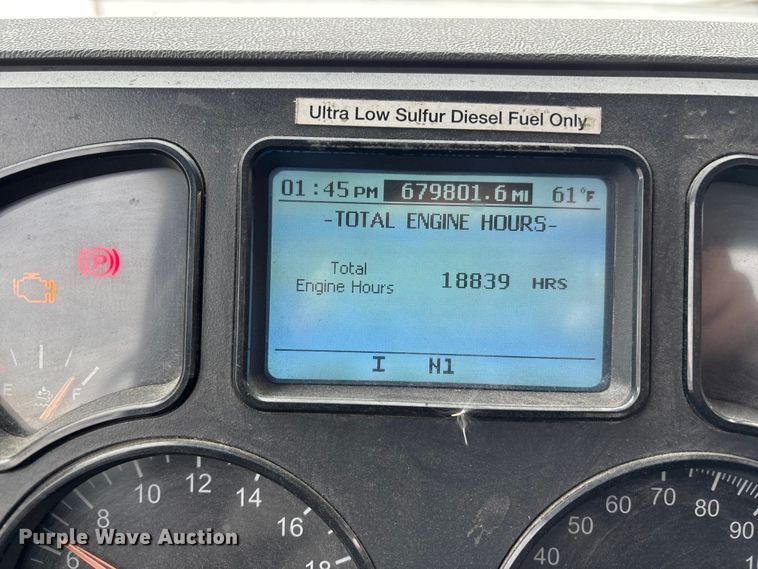 Ultra Low Sulfur Diesel Fuel Only
01:45 PM 679801.6 MI 61°F
-TOTAL ENGINE HOURS-
Total
Engine Hours 18839 HRS
I N1
P
E F
6 8 10 12 14 16 18
40 50 60 70 80 90
Purple Wave Auction